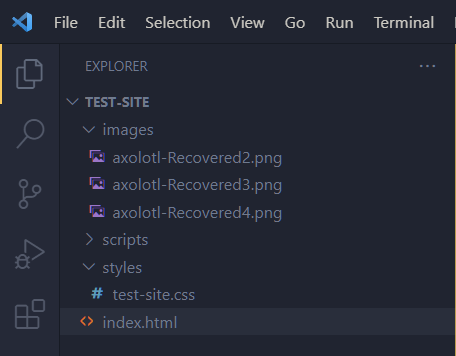 File Edit Selection View Go Run Terminal
EXPLORER
TEST-SITE
images
axolotl-Recovered2.png
axolotl-Recovered3.png
axolotl-Recovered4.png
scripts
styles
# test-site.css
<> index.html